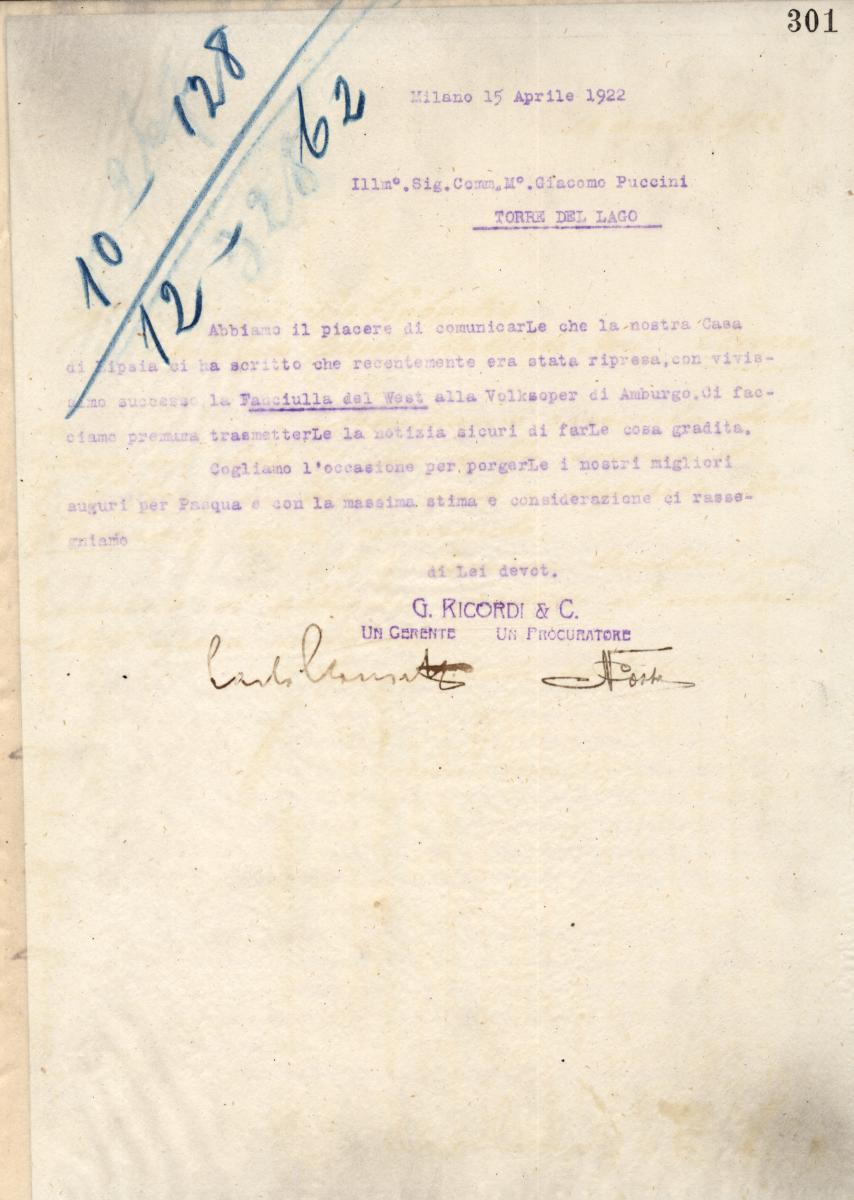 301
10 - 128
12 - 62
Milano 15 Aprile 1922
Illm°.Sig.Comm.M°.Giacomo Puccini
TORRE DEL LAGO
Abbiamo il piacere di comunicarLe che la nostra Casa
di Lipsia ci ha scritto che recentemente era stata ripresa,con vivis-
simo successo la Fanciulla del West alla Volksoper di Amburgo.Ci fac-
ciamo premura trasmetterLe la notizia sicuri di farLe cosa gradita.
Cogliamo l'occasione per porgerLe i nostri migliori
auguri per Pasqua e con la massima stima e considerazione ci rasse-
gniamo
di Lei devot.
G. RICORDI & C.
UN GERENTE UN PROCURATORE
Carlo